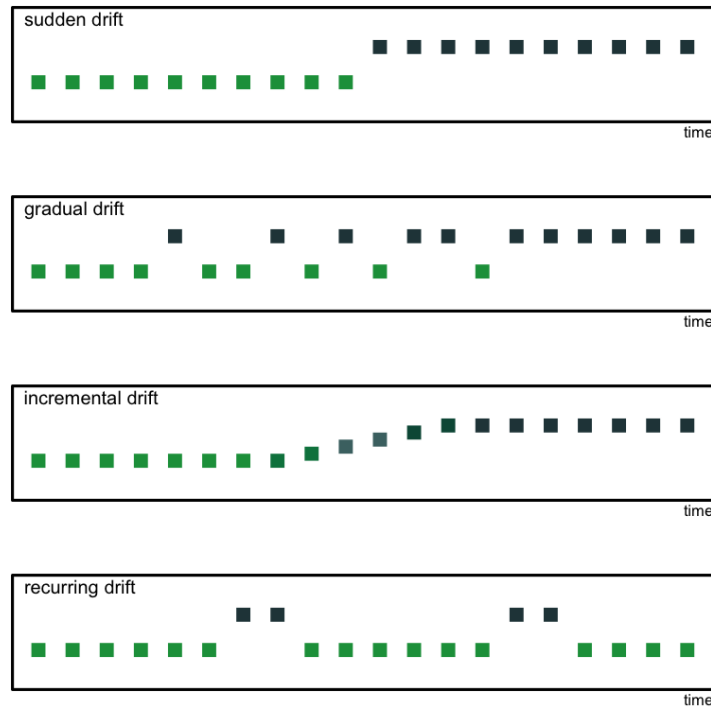 sudden drift
time
gradual drift
time
incremental drift
time
recurring drift
time